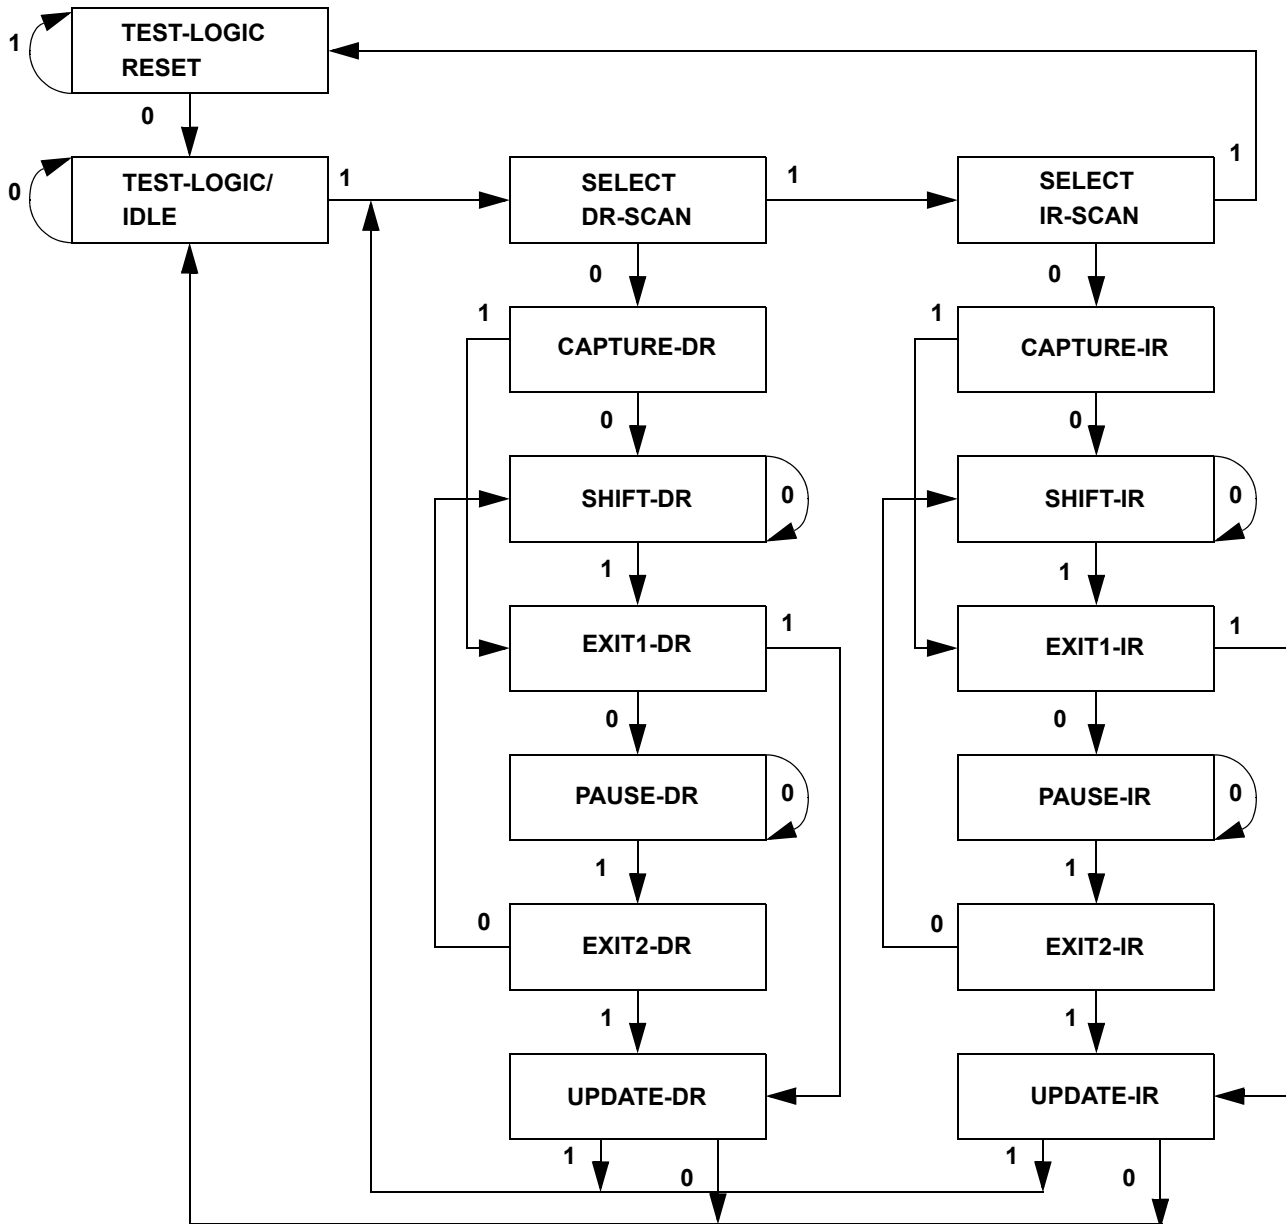 1
TEST-LOGIC
RESET
0
0
TEST-LOGIC/
IDLE
1
SELECT
DR-SCAN
1
SELECT
IR-SCAN
1
0
0
1
CAPTURE-DR
1
CAPTURE-IR
0
0
SHIFT-DR
0
SHIFT-IR
0
1
1
EXIT1-DR
1
EXIT1-IR
1
0
0
PAUSE-DR
0
PAUSE-IR
0
1
1
0
EXIT2-DR
0
EXIT2-IR
1
1
UPDATE-DR
UPDATE-IR
1
0
1
0